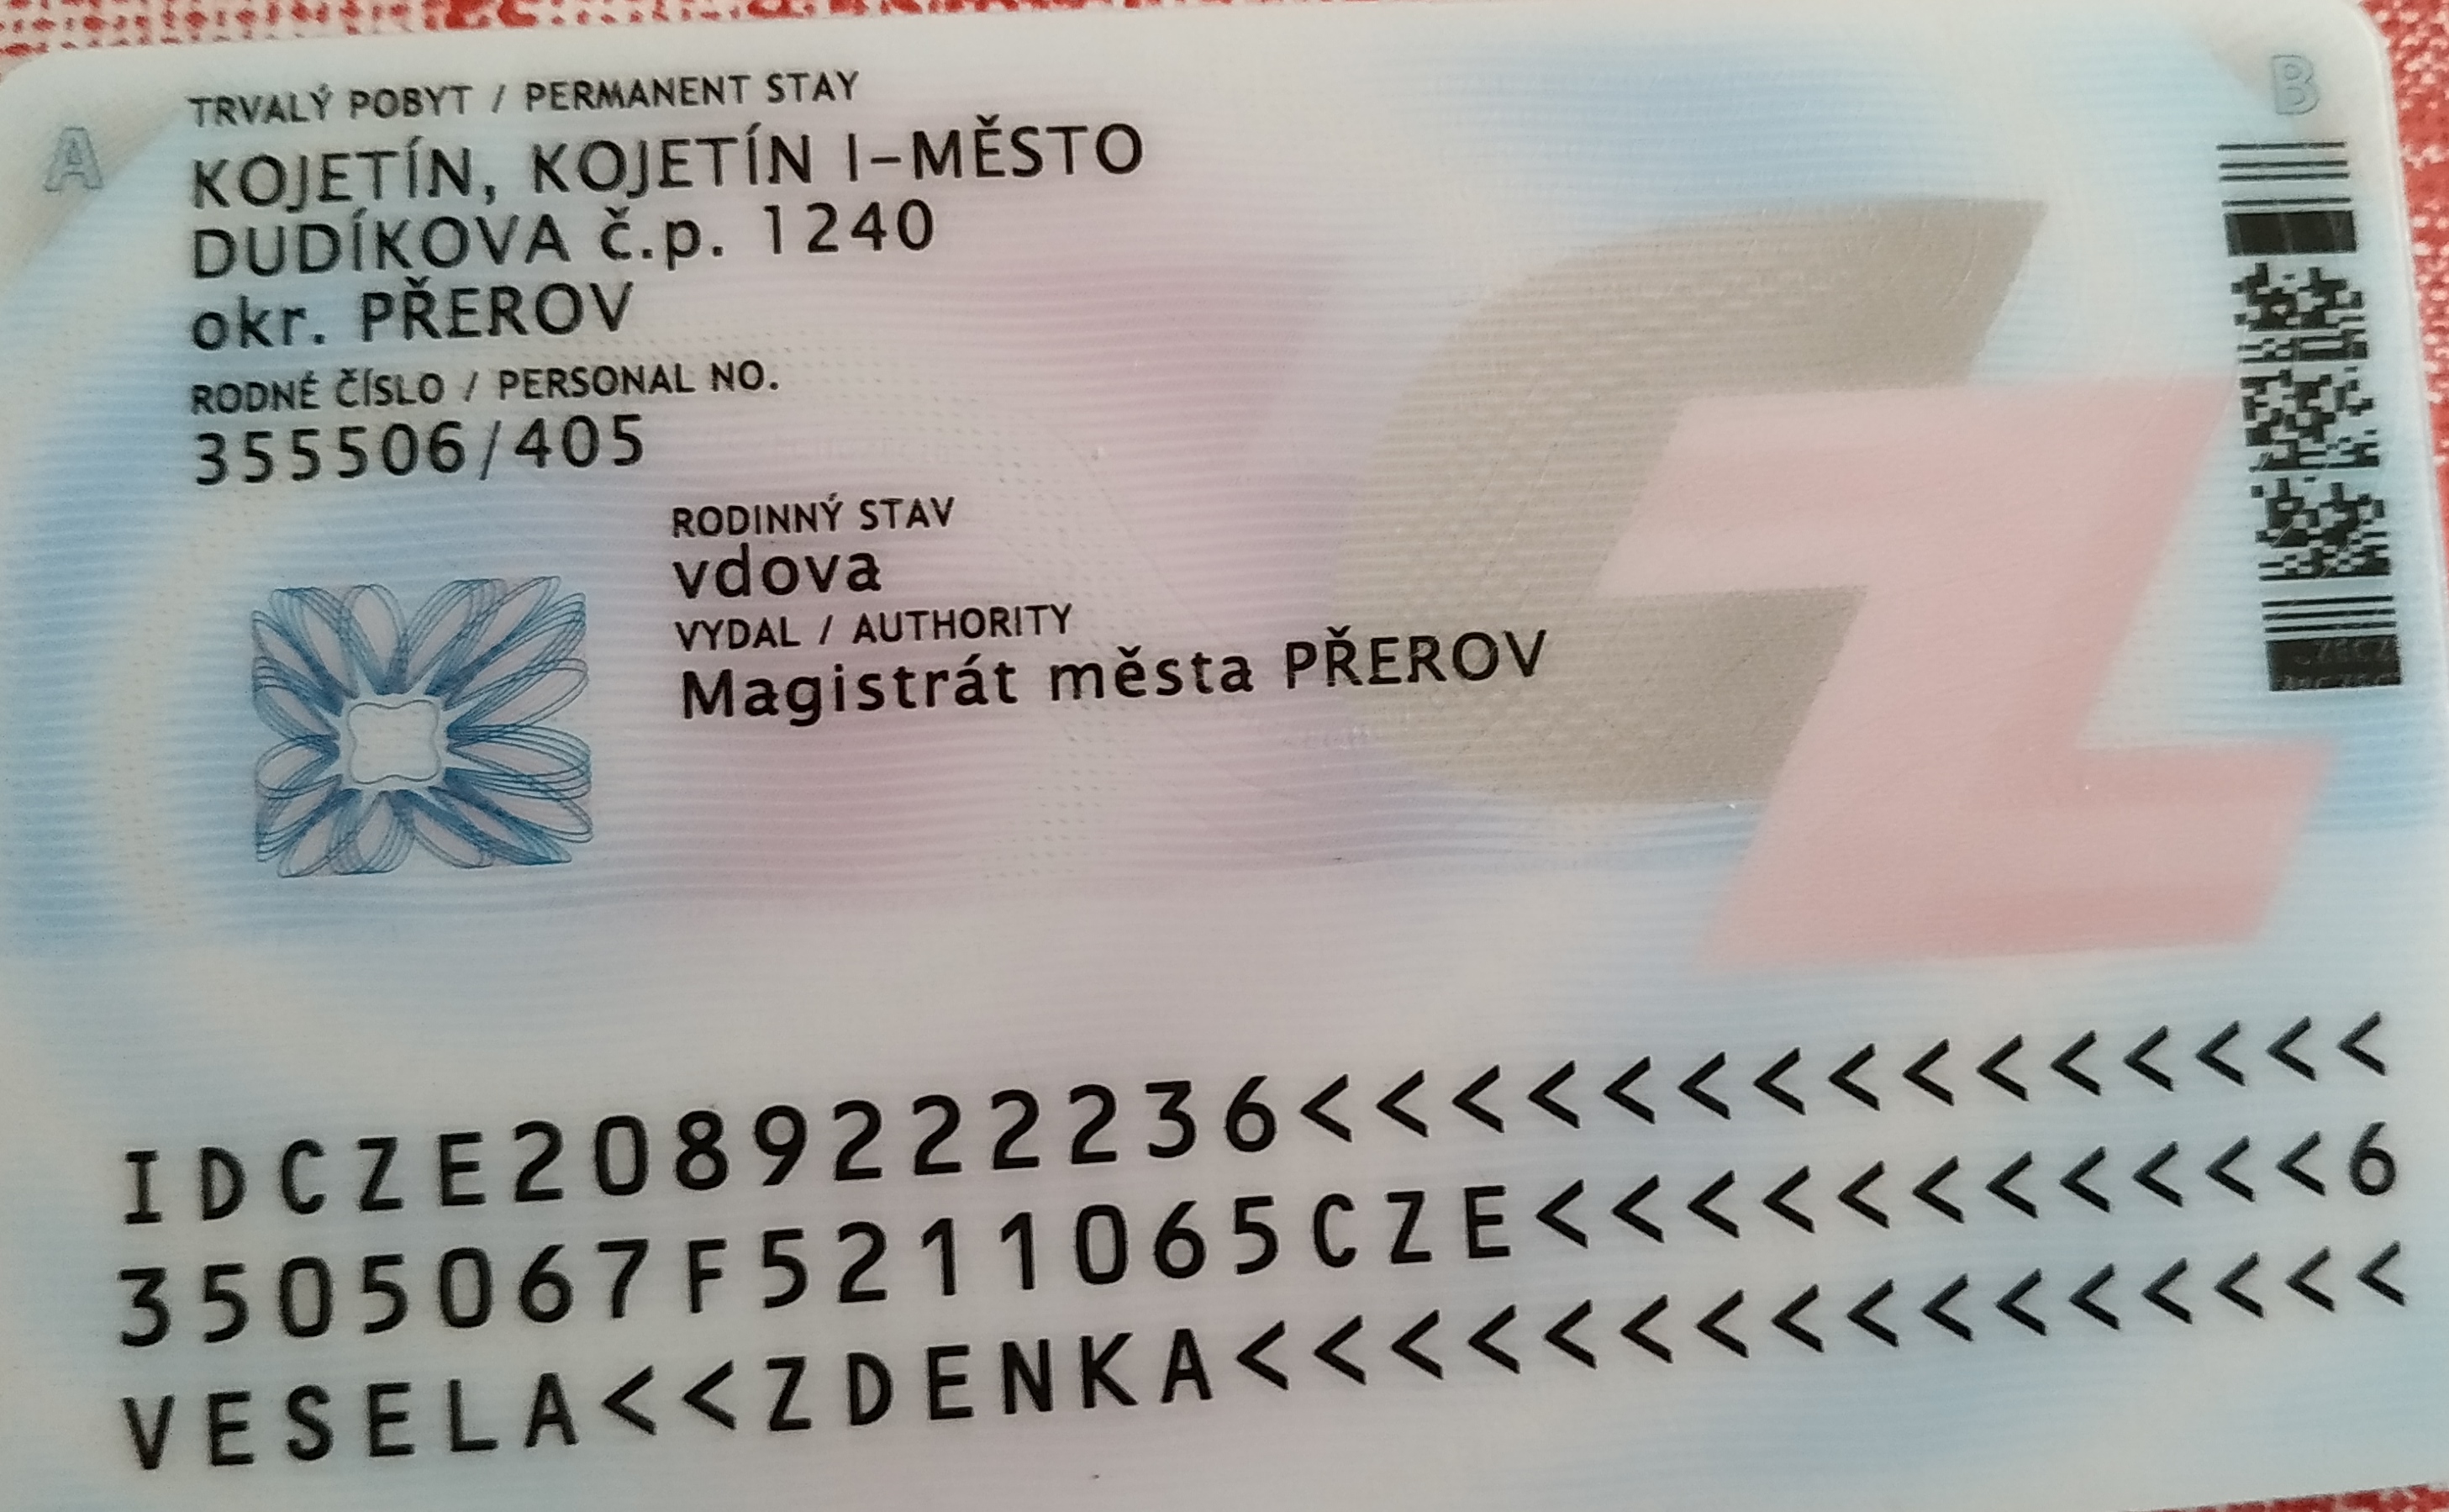 A
B
TRVALÝ POBYT / PERMANENT STAY
KOJETÍN, KOJETÍN I-MĚSTO
DUDÍKOVA č.p. 1240
okr. PŘEROV
RODNÉ ČÍSLO / PERSONAL NO.
355506/405
RODINNÝ STAV
vdova
VYDAL / AUTHORITY
Magistrát města PŘEROV
CZ
IDCZE2089222236<<<<<<<<<<<<<<<
3505067F5211065CZE<<<<<<<<<<<6
VESELA<<ZDENKA<<<<<<<<<<<<<<<<